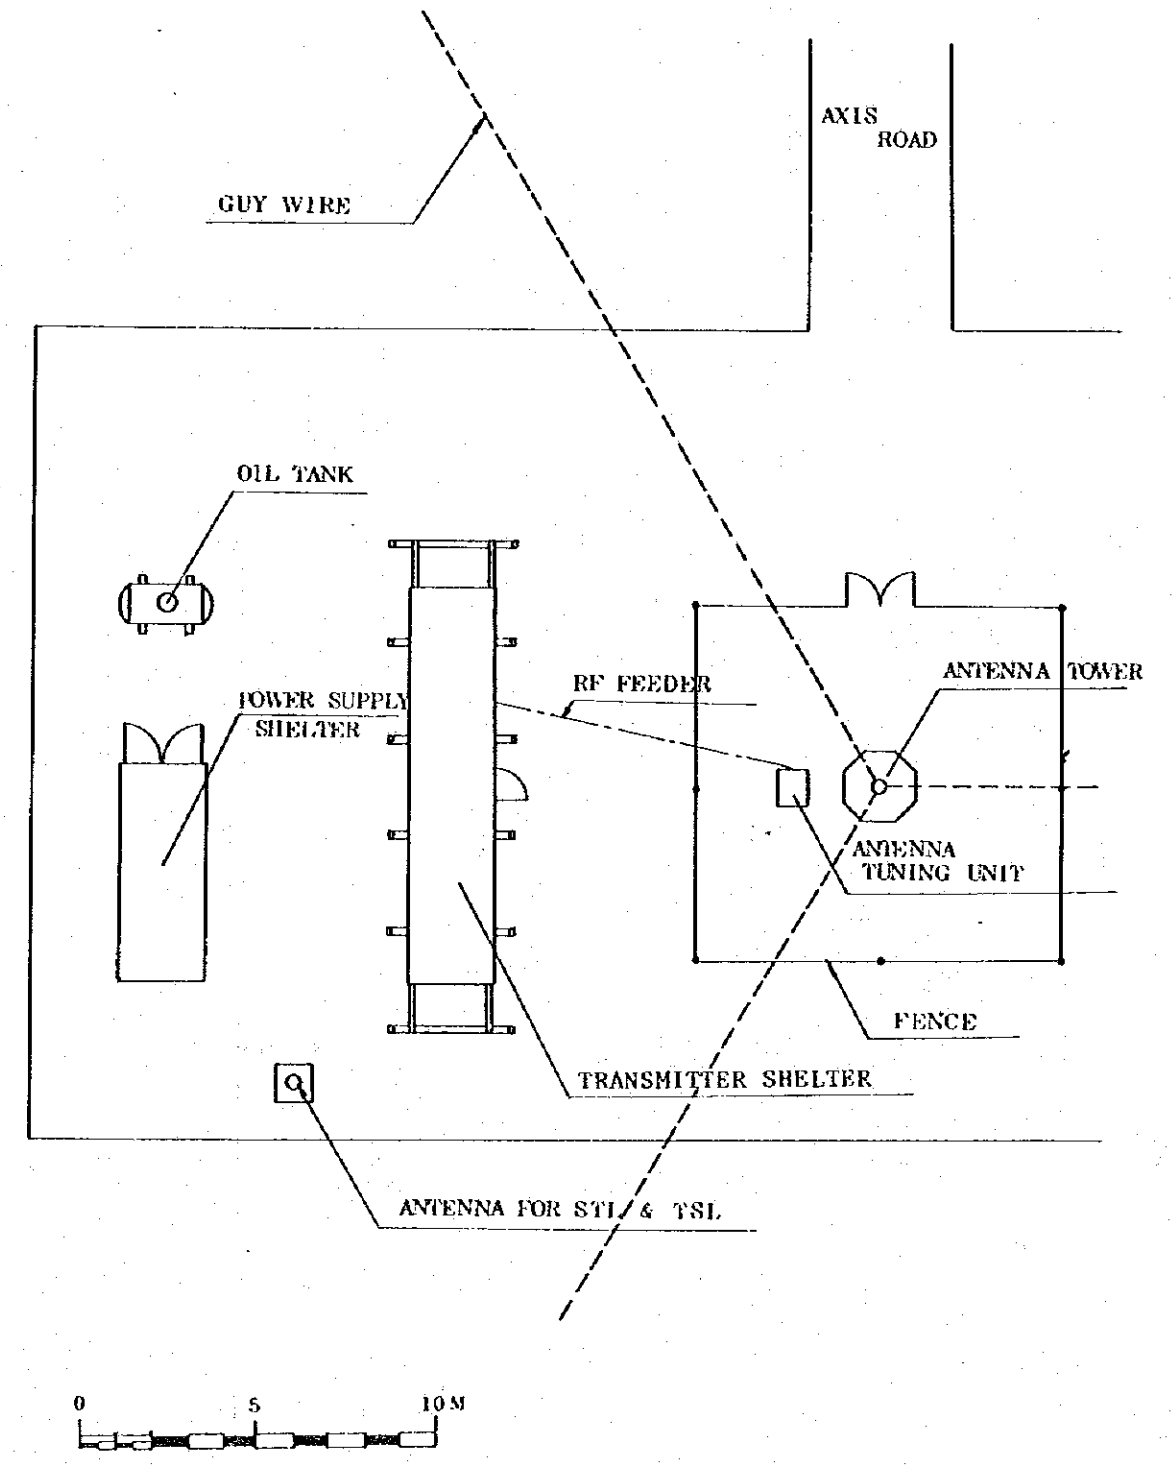 AXIS
ROAD
GUY WIRE
OIL TANK
RF FEEDER
ANTENNA TOWER
POWER SUPPLY
SHELTER
ANTENNA
TUNING UNIT
FENCE
TRANSMITTER SHELTER
ANTENNA FOR STL & TSL
0 5 10 M